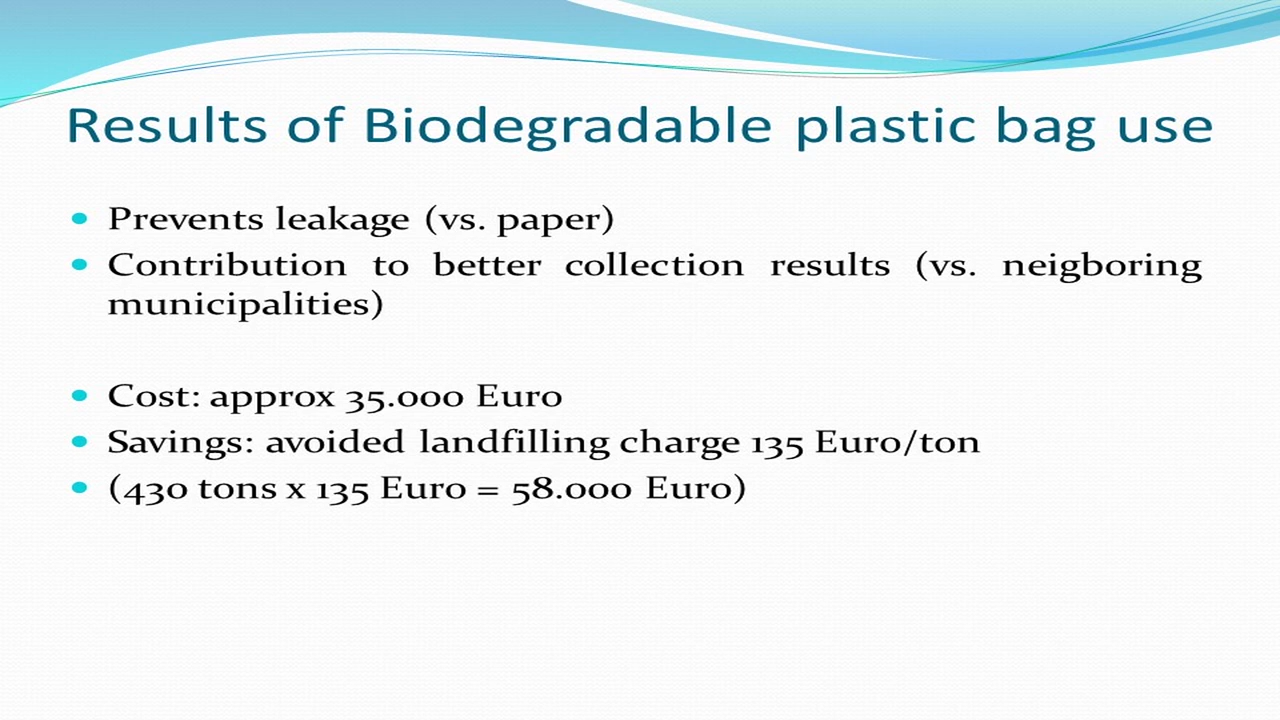 Results of Biodegradable plastic bag use
• Prevents leakage (vs. paper)
• Contribution to better collection results (vs. neigboring
municipalities)
• Cost: approx 35.000 Euro
• Savings: avoided landfilling charge 135 Euro/ton
• (430 tons x 135 Euro = 58.000 Euro)